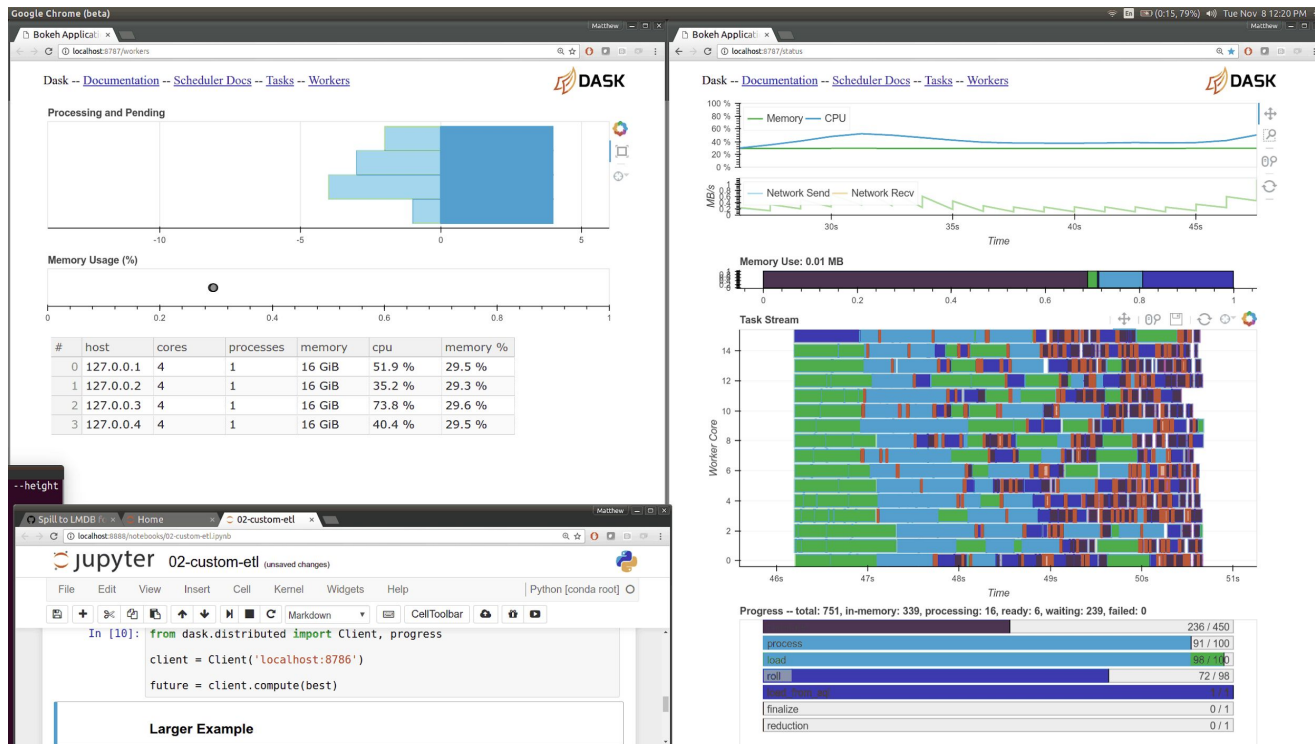 Google Chrome (beta)
En (0:15, 79%) Tue Nov 8 12:20 PM
Bokeh Applicati × Matthew
localhost:8787/workers
Dask -- Documentation -- Scheduler Docs -- Tasks -- Workers
DASK
Processing and Pending
-10 -5 0 5
Memory Usage (%)
0 0.2 0.4 0.6 0.8 1
# host cores processes memory cpu memory %
0 127.0.0.1 4 1 16 GiB 51.9 % 29.5 %
1 127.0.0.2 4 1 16 GiB 35.2 % 29.3 %
2 127.0.0.3 4 1 16 GiB 73.8 % 29.6 %
3 127.0.0.4 4 1 16 GiB 40.4 % 29.5 %
--height
Spill to LMDB × Home × 02-custom-etl × Matthew
localhost:8888/notebooks/02-custom-etl.ipynb
jupyter 02-custom-etl (unsaved changes)
File Edit View Insert Cell Kernel Widgets Help Python [conda root]
Markdown CellToolbar
In [10]: from dask.distributed import Client, progress
client = Client('localhost:8786')
future = client.compute(best)
Larger Example
Bokeh Applicati × Matthew
localhost:8787/status
Dask -- Documentation -- Scheduler Docs -- Tasks -- Workers
DASK
100 %
80 %
60 %
40 %
20 %
0 %
Memory CPU
MB/s
Network Send Network Recv
30s 35s 40s 45s
Time
Memory Use: 0.01 MB
0 0.2 0.4 0.6 0.8 1
Task Stream
Worker Core
14
12
10
8
6
4
2
0
46s 47s 48s 49s 50s 51s
Time
Progress -- total: 751, in-memory: 339, processing: 16, ready: 6, waiting: 239, failed: 0
236 / 450
process 91 / 100
load 98 / 100
roll 72 / 98
1 / 1
finalize 0 / 1
reduction 0 / 1